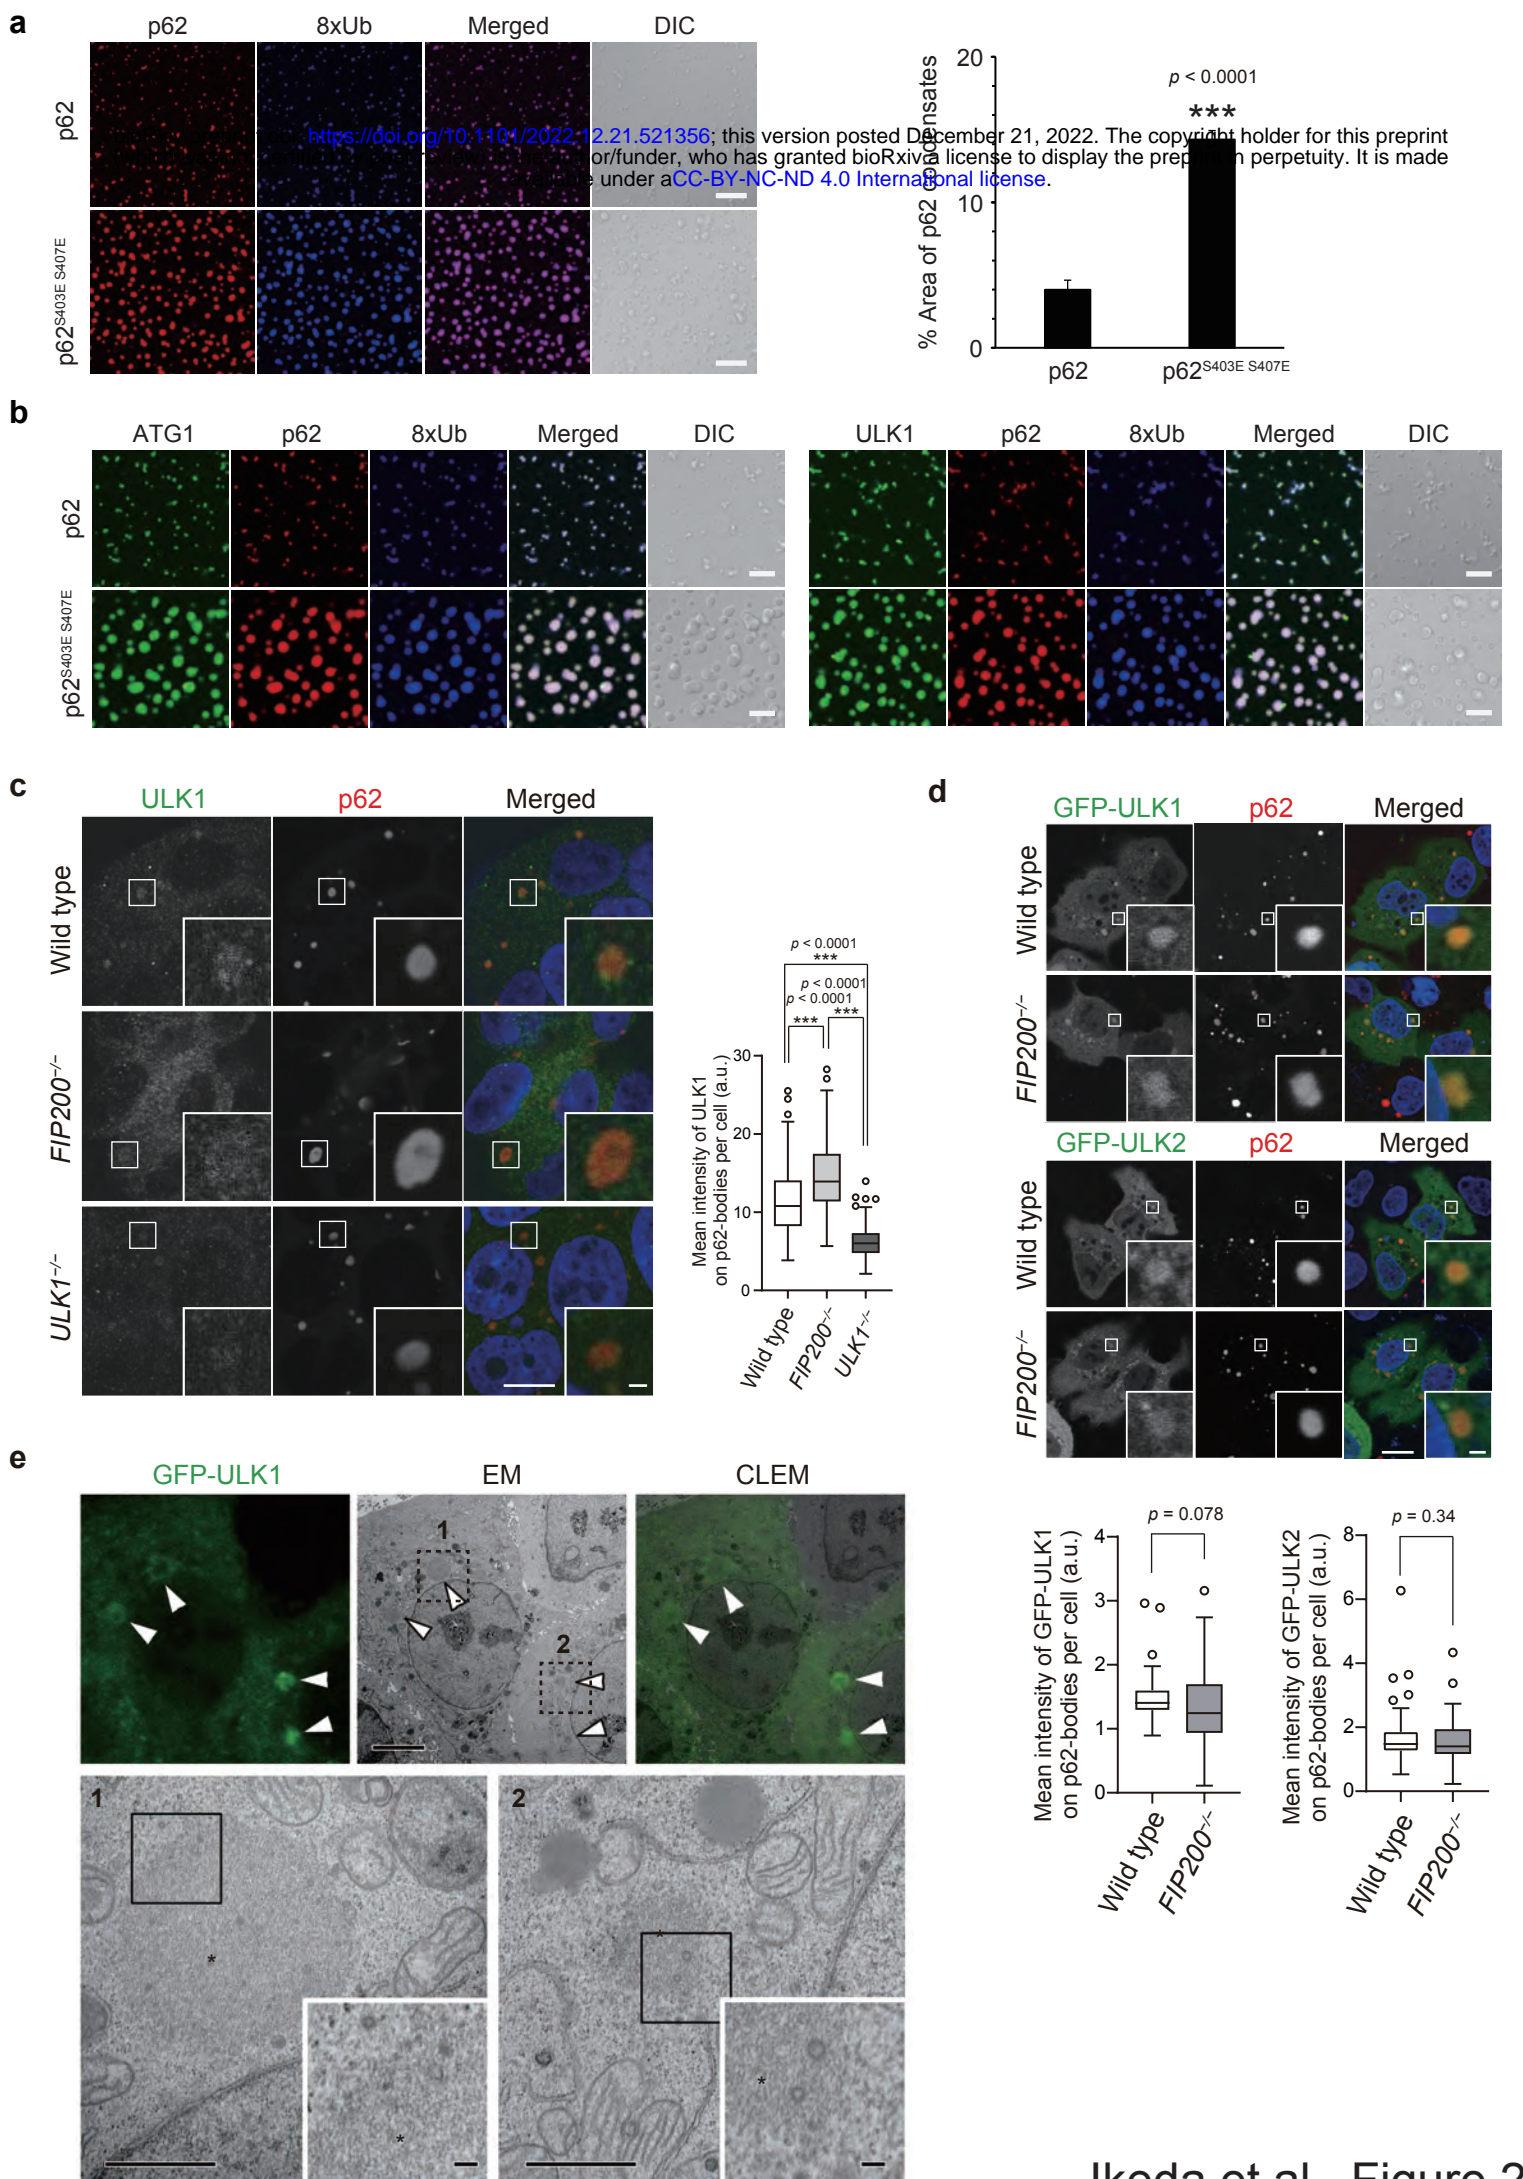 a
p62 8xUb Merged DIC
p62
p62S403E S407E
https://doi.org/10.1101/2022.12.21.521356; this version posted December 21, 2022. The copyright holder for this preprint
or/funder, who has granted bioRxiv a license to display the preprint in perpetuity. It is made
available under aCC-BY-NC-ND 4.0 International license.
% Area of p62 condensates
20
10
0
p < 0.0001
***
p62 p62S403E S407E
b
ATG1 p62 8xUb Merged DIC
ULK1 p62 8xUb Merged DIC
p62
p62S403E S407E
c
ULK1 p62 Merged
Wild type
FIP200–/–
ULK1–/–
p < 0.0001
***
p < 0.0001
p < 0.0001
*** ***
Mean intensity of ULK1
on p62-bodies per cell (a.u.)
30
20
10
0
Wild type FIP200–/– ULK1–/–
d
GFP-ULK1 p62 Merged
Wild type
FIP200–/–
GFP-ULK2 p62 Merged
Wild type
FIP200–/–
p = 0.078
Mean intensity of GFP-ULK1
on p62-bodies per cell (a.u.)
4
3
2
1
0
Wild type FIP200–/–
p = 0.34
Mean intensity of GFP-ULK2
on p62-bodies per cell (a.u.)
8
6
4
2
0
Wild type FIP200–/–
e
GFP-ULK1 EM CLEM
1
2
1
*
*
2
*
*
Ikeda et al., Figure 2